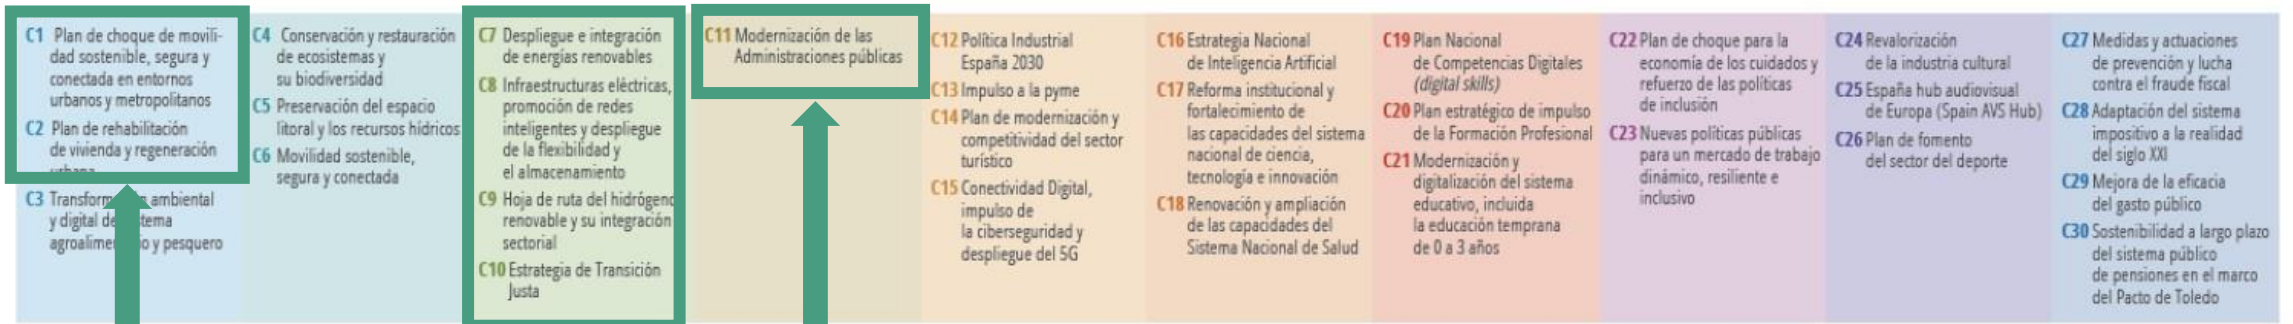 C1 Plan de choque de movili-
dad sostenible, segura y
conectada en entornos
urbanos y metropolitanos
C2 Plan de rehabilitación
de vivienda y regeneración
urbana
C3 ambiental
y digital
y pesquero
C4 Conservación y restauración
de ecosistemas y
su biodiversidad
C5 Preservación del espacio
litoral y los recursos hídricos
C6 Movilidad sostenible,
segura y conectada
C7 Despliegue e integración
de energías renovables
C8 Infraestructuras eléctricas,
promoción de redes
inteligentes y despliegue
de la flexibilidad y
el almacenamiento
C9 Hoja de ruta del hidrógeno
renovable y su integración
sectorial
C10 Estrategia de Transición
Justa
C11 Modernización de las
Administraciones públicas
C12 Política Industrial
España 2030
C13 Impulso a la pyme
C14 Plan de modernización y
competitividad del sector
turístico
C15 Conectividad Digital,
impulso de
la ciberseguridad y
despliegue del 5G
C16 Estrategia Nacional
de Inteligencia Artificial
C17 Reforma institucional y
fortalecimiento de
las capacidades del sistema
nacional de ciencia,
tecnología e innovación
C18 Renovación y ampliación
de las capacidades del
Sistema Nacional de Salud
C19 Plan Nacional
de Competencias Digitales
(digital skills)
C20 Plan estratégico de impulso
de la Formación Profesional
C21 Modernización y
digitalización del sistema
educativo, incluida
la educación temprana
de 0 a 3 años
C22 Plan de choque para la
economía de los cuidados y
refuerzo de las políticas
de inclusión
C23 Nuevas políticas públicas
para un mercado de trabajo
dinámico, resiliente e
inclusivo
C24 Revalorización
de la industria cultural
C25 España hub audiovisual
de Europa (Spain AVS Hub)
C26 Plan de fomento
del sector del deporte
C27 Medidas y actuaciones
de prevención y lucha
contra el fraude fiscal
C28 Adaptación del sistema
impositivo a la realidad
del siglo XXI
C29 Mejora de la eficacia
del gasto público
C30 Sostenibilidad a largo plazo
del sistema público
de pensiones en el marco
del Pacto de Toledo